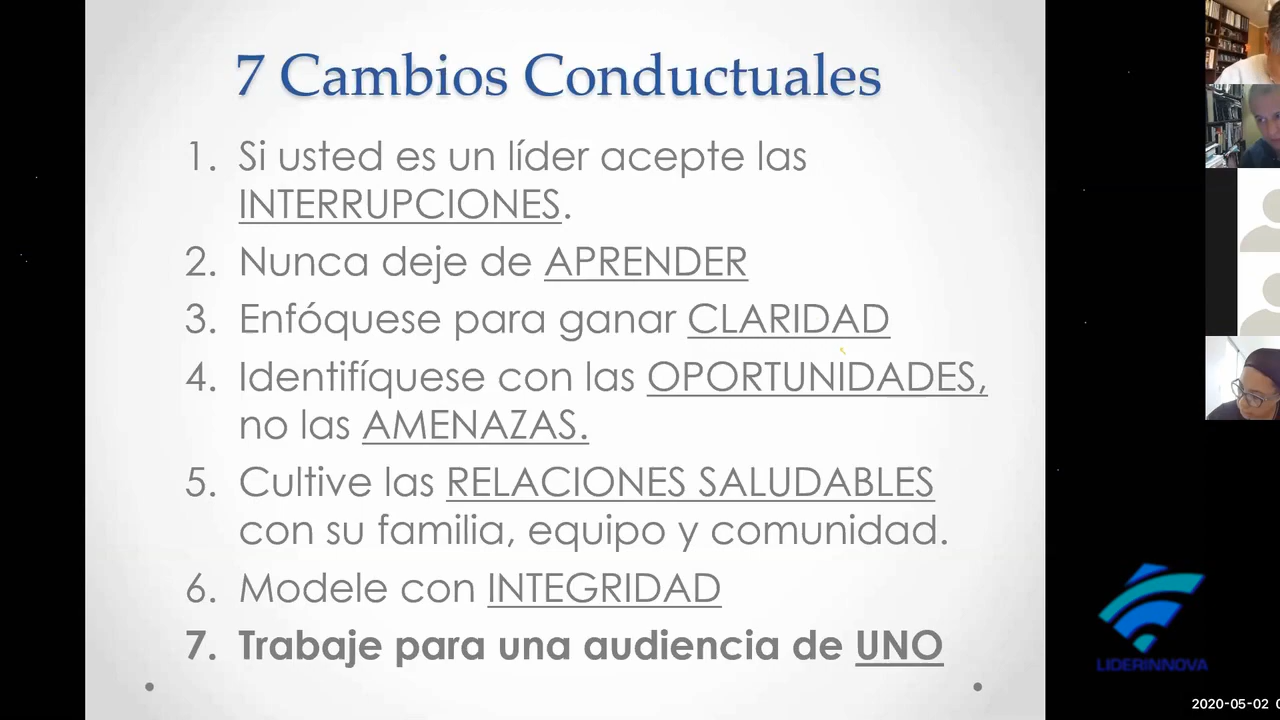 7 Cambios Conductuales
1. Si usted es un líder acepte las
INTERRUPCIONES.
2. Nunca deje de APRENDER
3. Enfóquese para ganar CLARIDAD
4. Identifíquese con las OPORTUNIDADES,
no las AMENAZAS.
5. Cultive las RELACIONES SALUDABLES
con su familia, equipo y comunidad.
6. Modele con INTEGRIDAD
7. Trabaje para una audiencia de UNO
LIDERINNOVA
2020-05-02